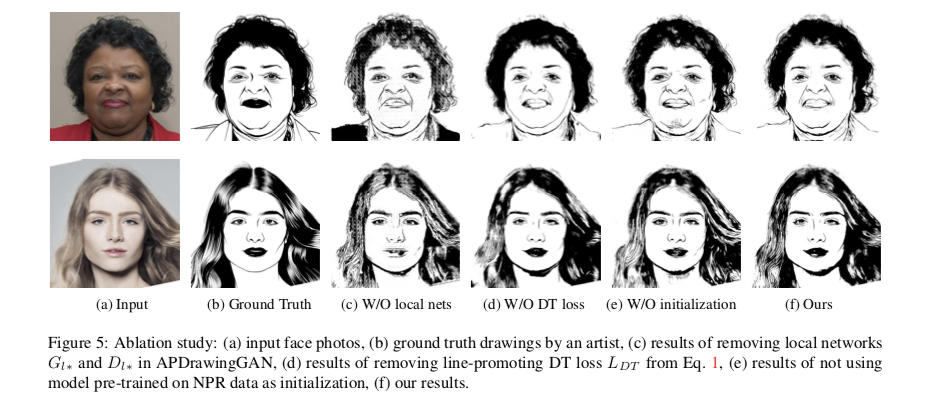 (a) Input (b) Ground Truth (c) W/O local nets (d) W/O DT loss (e) W/O initialization (f) Ours
Figure 5: Ablation study: (a) input face photos, (b) ground truth drawings by an artist, (c) results of removing local networks
G_{l*} and D_{l*} in APDrawingGAN, (d) results of removing line-promoting DT loss L_{DT} from Eq. 1, (e) results of not using
model pre-trained on NPR data as initialization, (f) our results.